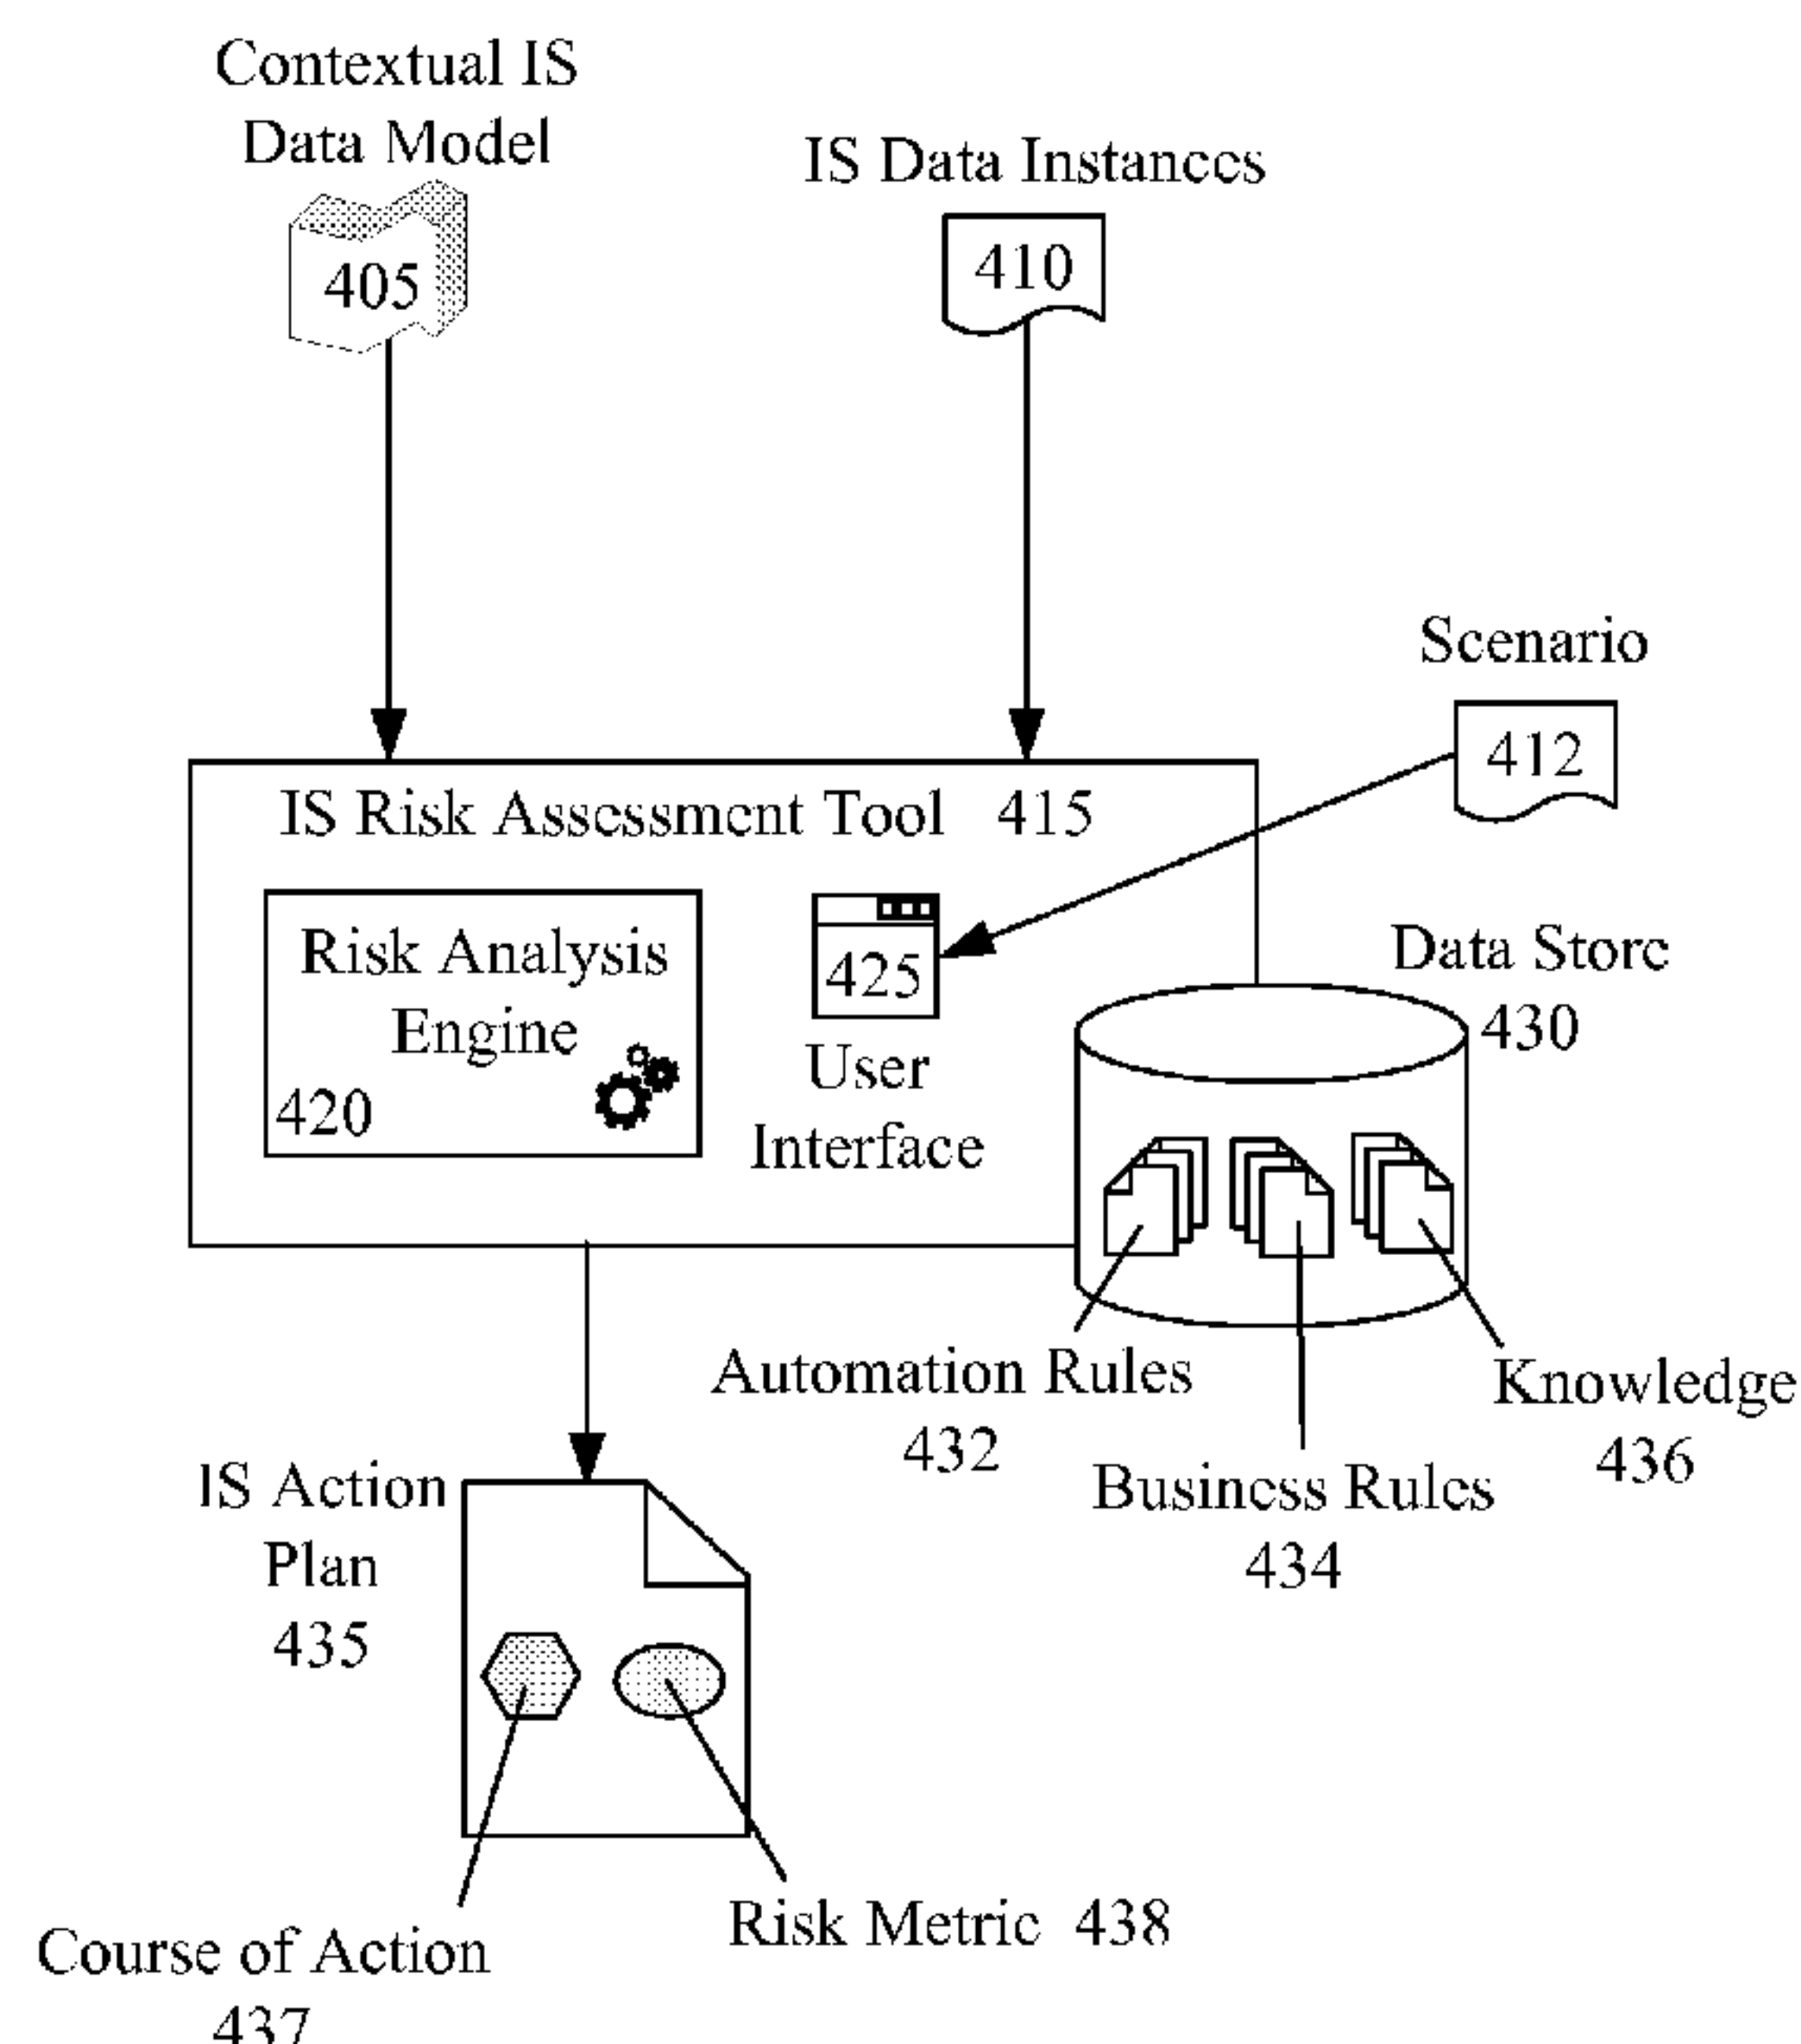 Contextual IS
Data Model
405
IS Data Instances
410
Scenario
412
IS Risk Assessment Tool 415
Risk Analysis
Engine
420
425
User
Interface
Data Store
430
Automation Rules
432
Business Rules
434
Knowledge
436
IS Action
Plan
435
Course of Action
437
Risk Metric 438